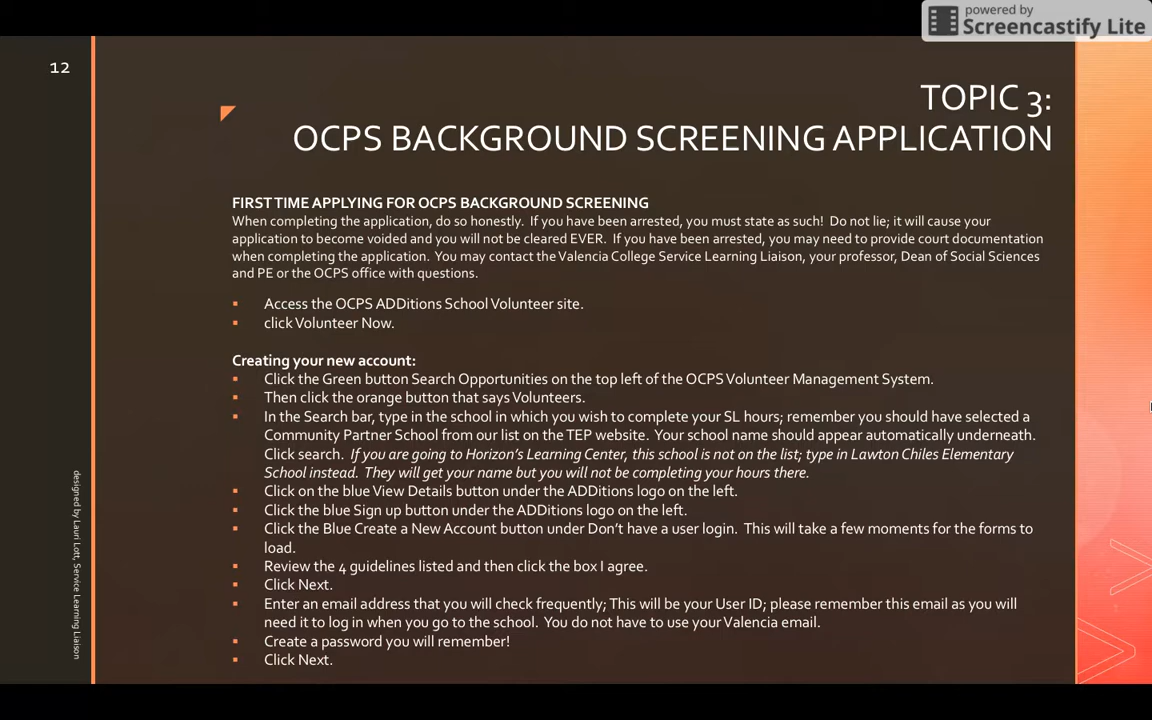 powered by
Screencastify Lite
12
TOPIC 3:
OCPS BACKGROUND SCREENING APPLICATION
FIRST TIME APPLYING FOR OCPS BACKGROUND SCREENING
When completing the application, do so honestly. If you have been arrested, you must state as such! Do not lie; it will cause your
application to become voided and you will not be cleared EVER. If you have been arrested, you may need to provide court documentation
when completing the application. You may contact the Valencia College Service Learning Liaison, your professor, Dean of Social Sciences
and PE or the OCPS office with questions.
▪ Access the OCPS ADDitions School Volunteer site.
▪ click Volunteer Now.
Creating your new account:
▪ Click the Green button Search Opportunities on the top left of the OCPS Volunteer Management System.
▪ Then click the orange button that says Volunteers.
▪ In the Search bar, type in the school in which you wish to complete your SL hours; remember you should have selected a
Community Partner School from our list on the TEP website. Your school name should appear automatically underneath.
Click search. If you are going to Horizon's Learning Center, this school is not on the list; type in Lawton Chiles Elementary
School instead. They will get your name but you will not be completing your hours there.
▪ Click on the blue View Details button under the ADDitions logo on the left.
▪ Click the blue Sign up button under the ADDitions logo on the left.
▪ Click the Blue Create a New Account button under Don't have a user login. This will take a few moments for the forms to
load.
▪ Review the 4 guidelines listed and then click the box I agree.
▪ Click Next.
▪ Enter an email address that you will check frequently; This will be your User ID; please remember this email as you will
need it to log in when you go to the school. You do not have to use your Valencia email.
▪ Create a password you will remember!
▪ Click Next.
designed by Lauri Lott, Service Learning Liaison